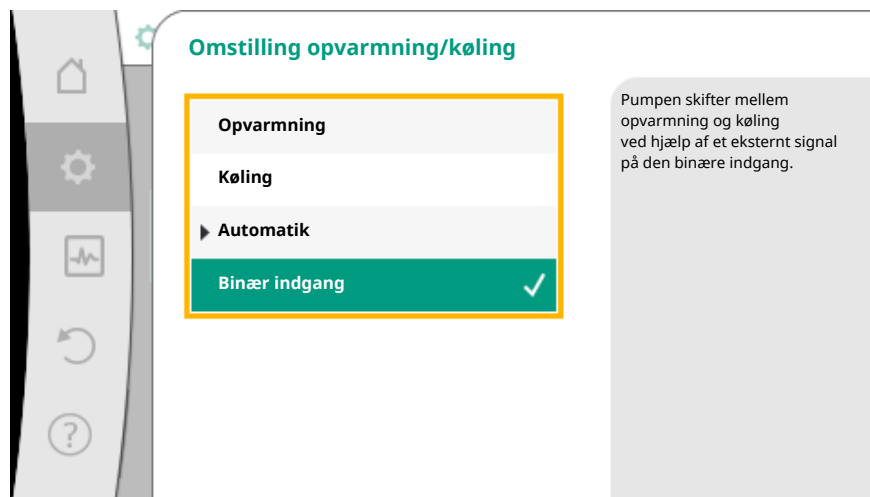 Omstilling opvarmning/køling
Opvarmning
Køling
Automatik
Binær indgang
Pumpen skifter mellem
opvarmning og køling
ved hjælp af et eksternt signal
på den binære indgang.
?